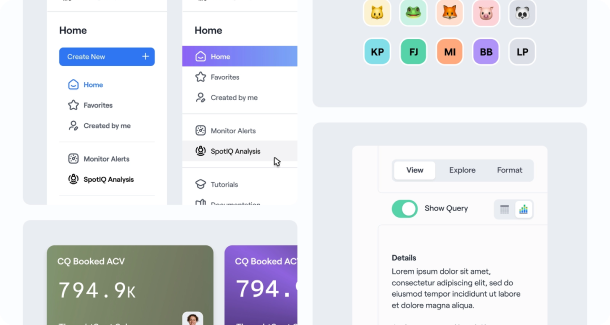 Home
Create New
Home
Favorites
Created by me
Monitor Alerts
SpotIQ Analysis
Home
Home
Favorites
Created by me
Monitor Alerts
SpotIQ Analysis
Tutorials
Documentation
KP FJ MI BB LP
View Explore Format
Show Query
Details
Lorem ipsum dolor sit amet,
consectetur adipiscing elit, sed do
eiusmod tempor incididunt ut labore
et dolore magna aliqua.
CQ Booked ACV
794.9K
CQ Booked AC
794.